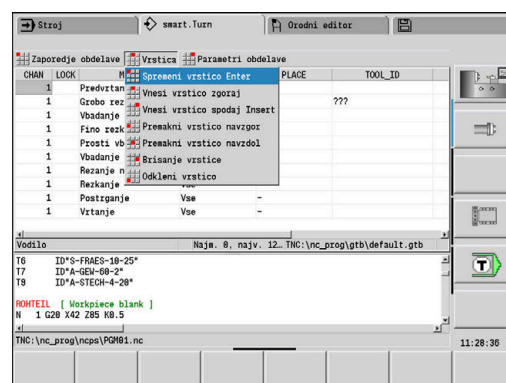 Stroj smart.Turn Orodni editor
Zaporedje obdelave Vrstica Parametri obdelave
CHAN LOCK M PLACE TOOL_ID
Spremeni vrstico Enter
Vnesi vrstico zgoraj
Vnesi vrstico spodaj Insert
Premakni vrstico navzgor
Premakni vrstico navzdol
Brisanje vrstice
Odkleni vrstico
1 Predvrtan
1 Grobo rez ???
1 Vbadanje
1 Fino rezk
1 Prosti vb
1 Vbadanje
1 Rezanje n
1 Rezkanje Vse
1 Postrganje Vse –
1 Vrtanje Vse –
Vodilo Najm. 0, najv. 12… TNC:\nc_prog\gtb\default.gtb
T6 ID"S-FRAES-10-25"
T7 ID"A-GEW-60-2"
T9 ID"A-STECH-4-20"
ROHTEIL [ Workpiece blank ]
N 1 G20 X42 Z85 K0.5
TNC:\nc_prog\ncps\PGM01.nc
T
11:28:36